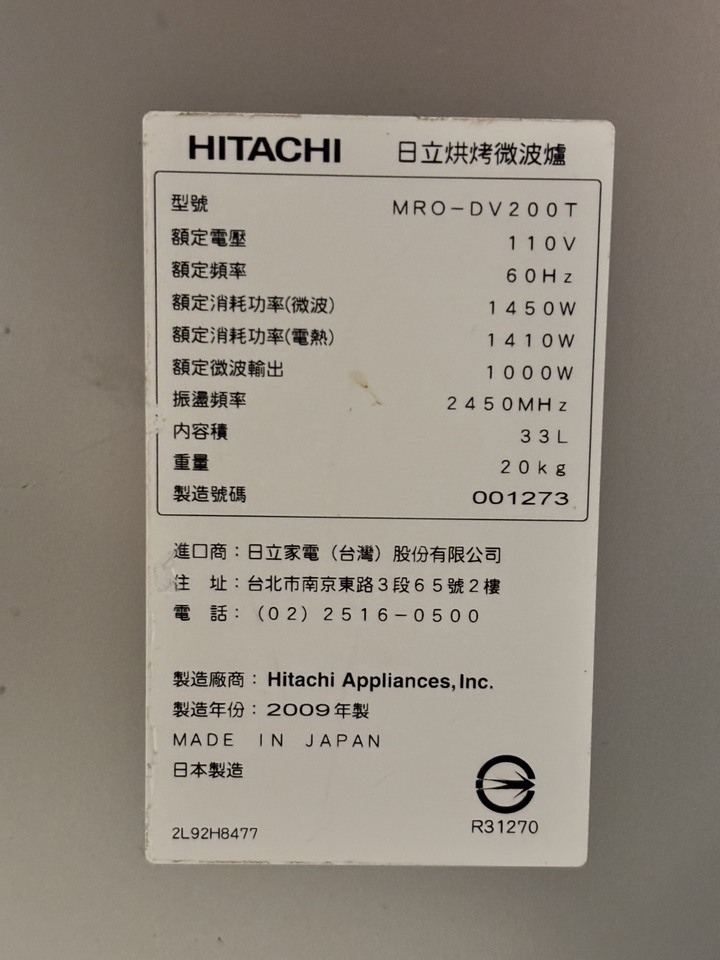 HITACHI 日立烘烤微波爐
型號 MRO-DV200T
額定電壓 110V
額定頻率 60Hz
額定消耗功率(微波) 1450W
額定消耗功率(電熱) 1410W
額定微波輸出 1000W
振盪頻率 2450MHz
內容積 33L
重量 20kg
製造號碼 001273
進口商：日立家電（台灣）股份有限公司
住 址：台北市南京東路3段65號2樓
電 話：(02)2516-0500
製造廠商：Hitachi Appliances, Inc.
製造年份：2009年製
MADE IN JAPAN
日本製造
2L92H8477 R31270